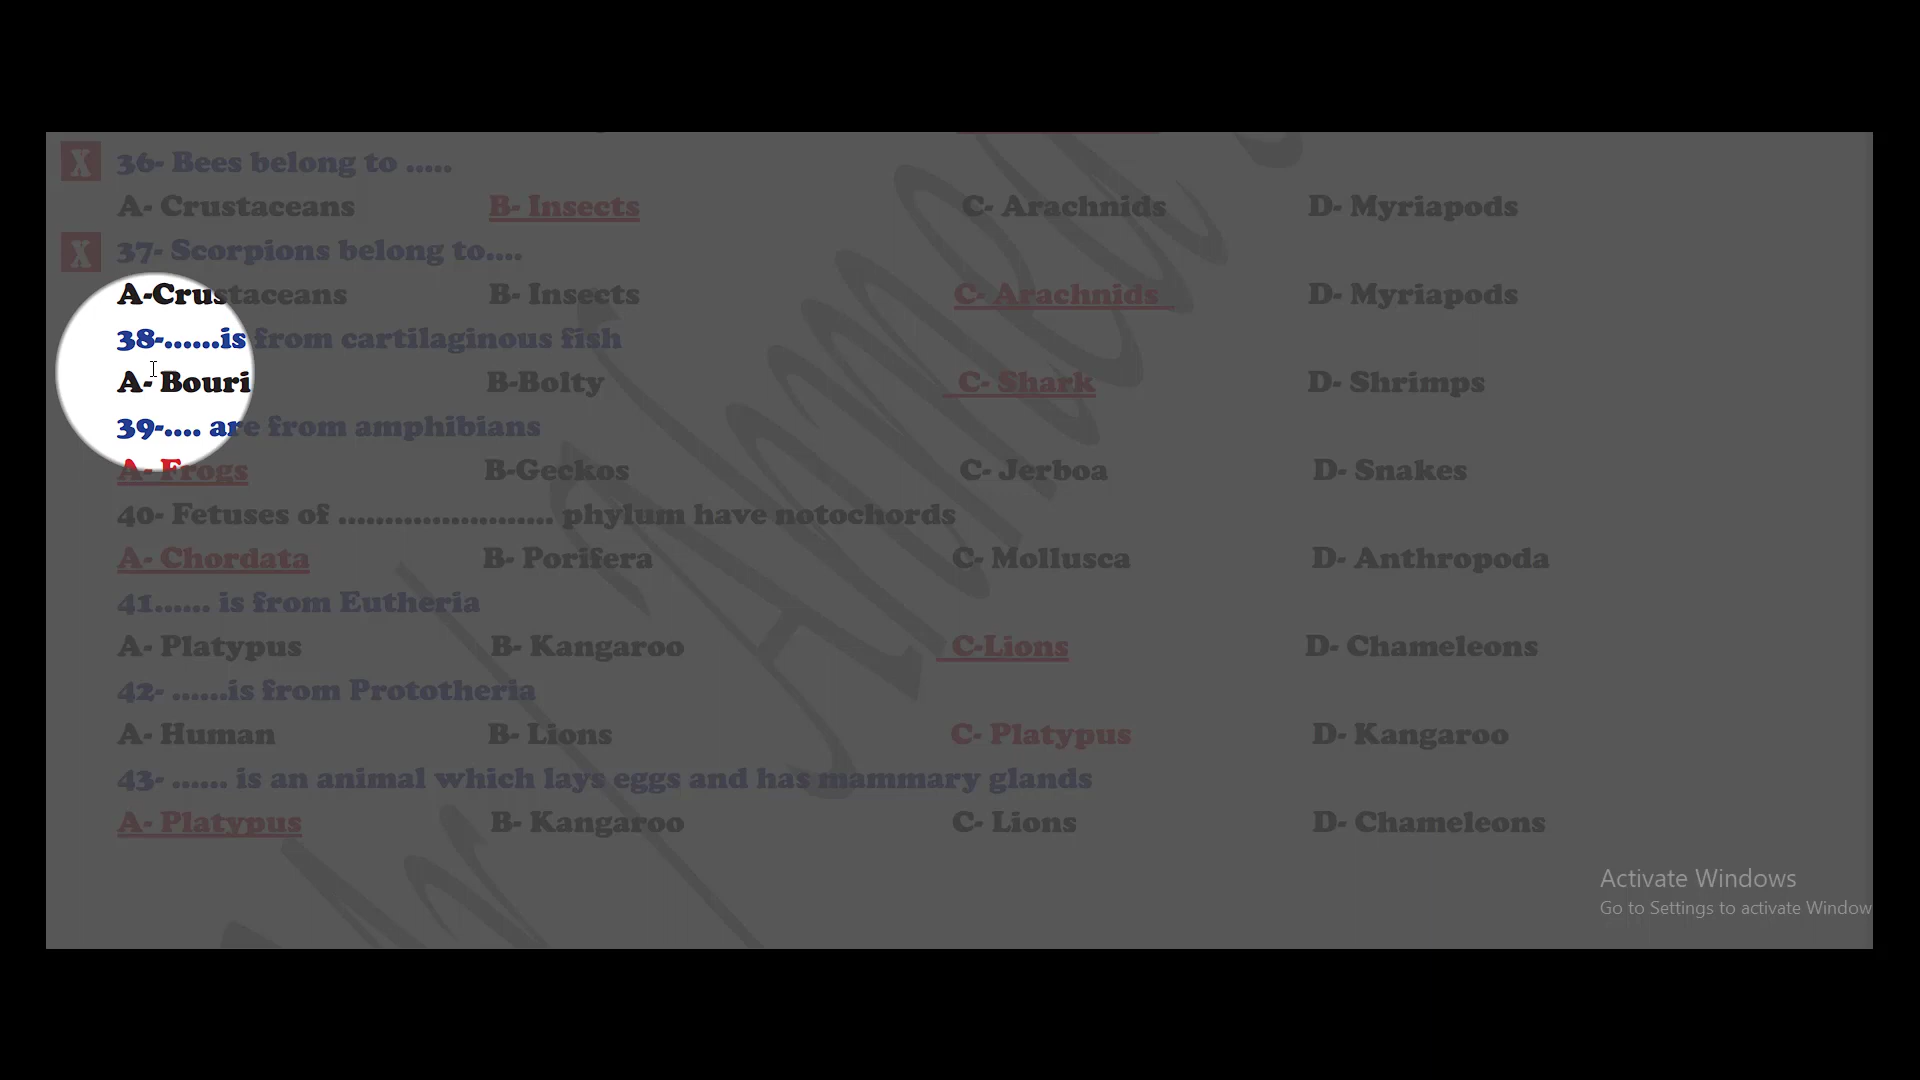 X 36- Bees belong to .....
A- Crustaceans B- Insects C- Arachnids D- Myriapods
X 37- Scorpions belong to....
A-Crustaceans B- Insects C- Arachnids D- Myriapods
38-......is from cartilaginous fish
A- Bouri B-Bolty C- Shark D- Shrimps
39-.... are from amphibians
A- Frogs B-Geckos C- Jerboa D- Snakes
40- Fetuses of ....................... phylum have notochords
A- Chordata B- Porifera C- Mollusca D- Anthropoda
41...... is from Eutheria
A- Platypus B- Kangaroo C-Lions D- Chameleons
42- ......is from Prototheria
A- Human B- Lions C- Platypus D- Kangaroo
43- ...... is an animal which lays eggs and has mammary glands
A- Platypus B- Kangaroo C- Lions D- Chameleons
Activate Windows
Go to Settings to activate Window